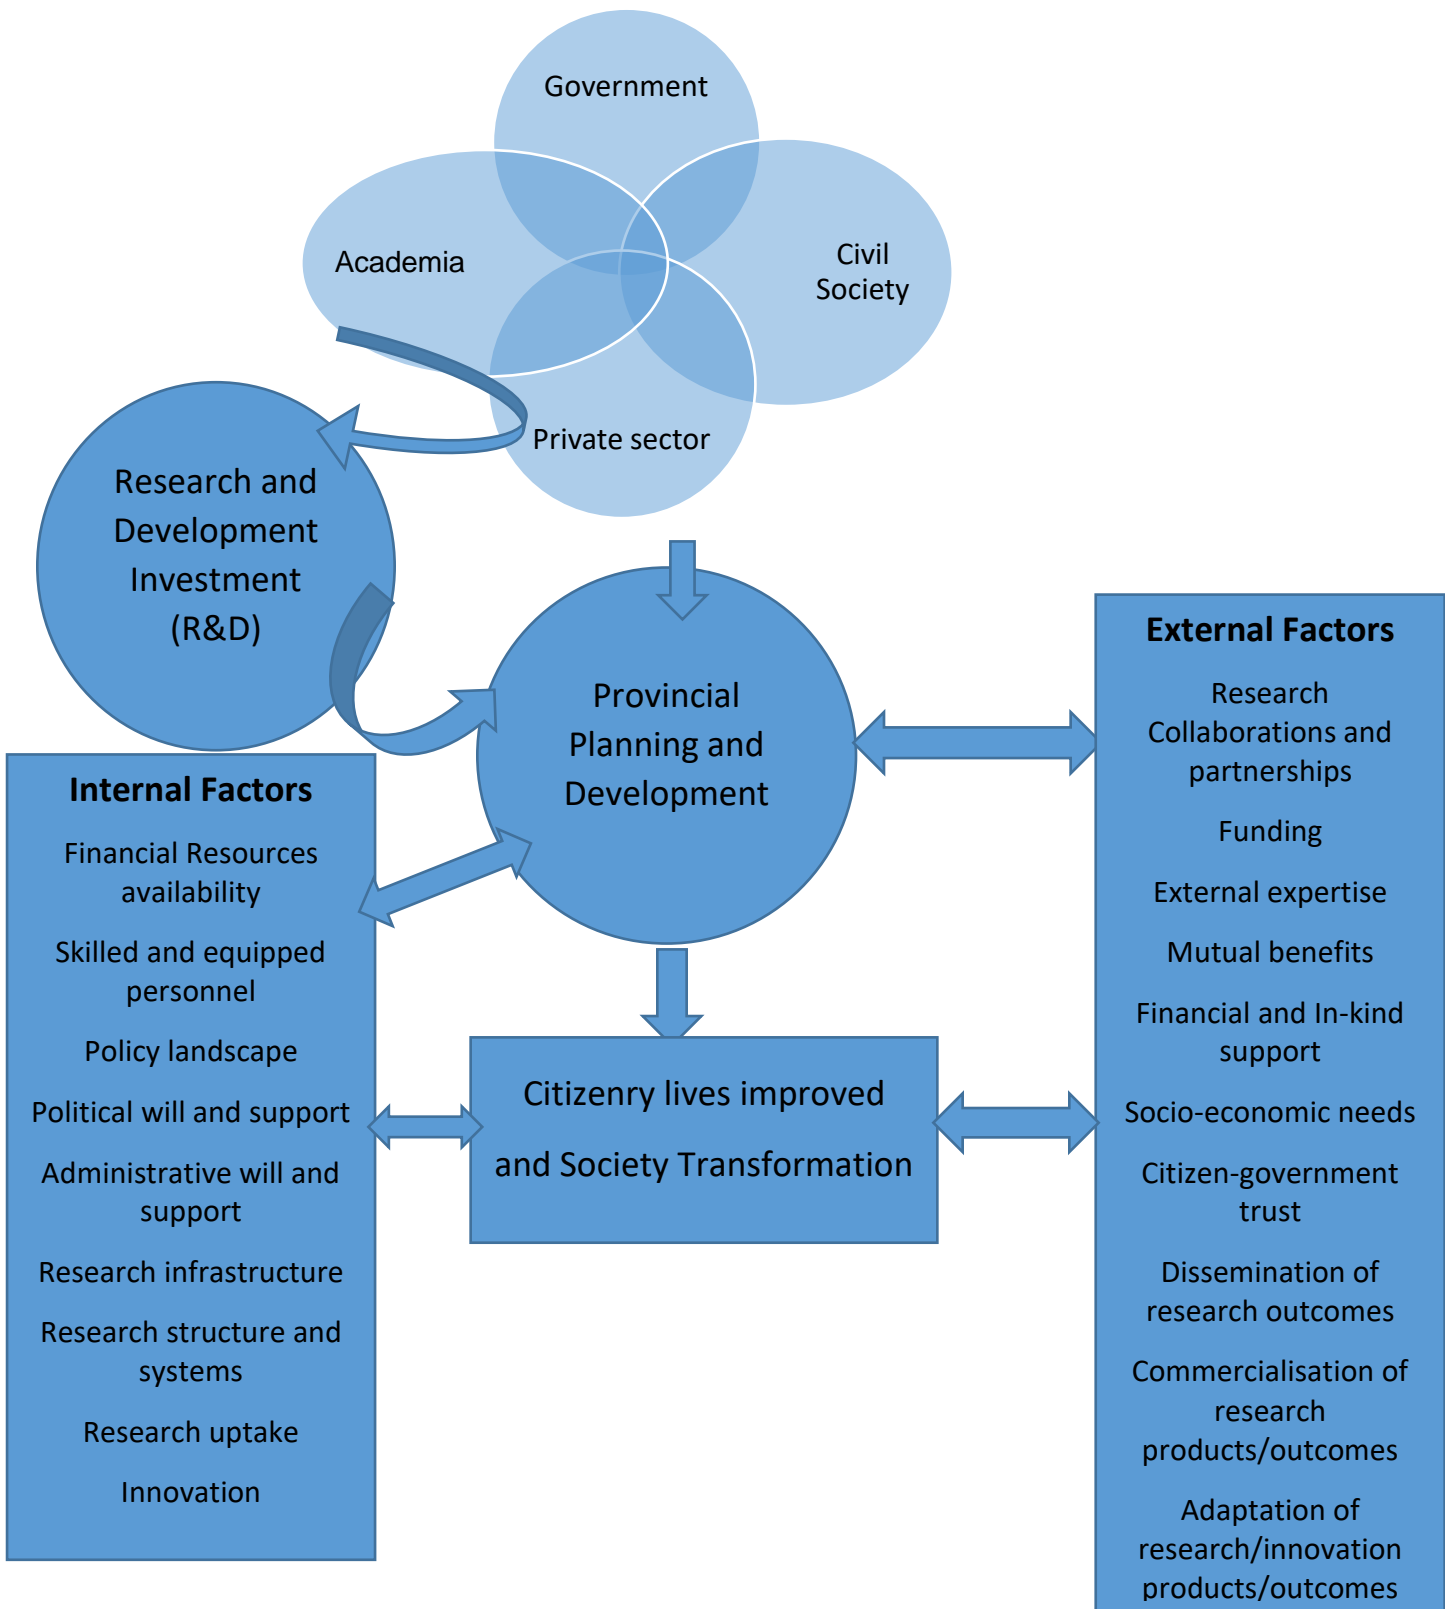 Government
Academia
Civil
Society
Private sector
Research and
Development
Investment
(R&D)
Provincial
Planning and
Development
Internal Factors
Financial Resources
availability
Skilled and equipped
personnel
Policy landscape
Political will and support
Administrative will and
support
Research infrastructure
Research structure and
systems
Research uptake
Innovation
Citizenry lives improved
and Society Transformation
External Factors
Research
Collaborations and
partnerships
Funding
External expertise
Mutual benefits
Financial and In-kind
support
Socio-economic needs
Citizen-government
trust
Dissemination of
research outcomes
Commercialisation of
research
products/outcomes
Adaptation of
research/innovation
products/outcomes